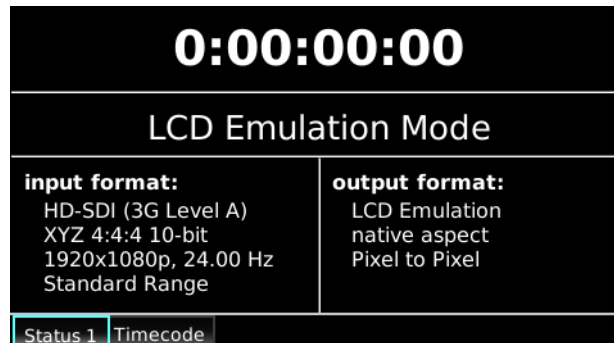 0:00:00:00
LCD Emulation Mode
input format:
HD-SDI (3G Level A)
XYZ 4:4:4 10-bit
1920x1080p, 24.00 Hz
Standard Range
output format:
LCD Emulation
native aspect
Pixel to Pixel
Status 1
Timecode